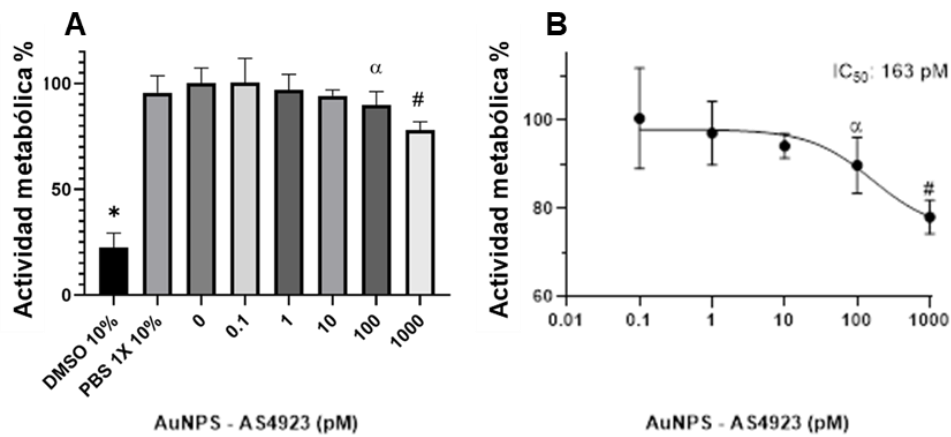 A
Actividad metabólica %
100
50
0
*
α
#
DMSO 10%
PBS 1X 10%
0
0.1
1
10
100
1000
AuNPS - AS4923 (pM)
B
Actividad metabólica %
IC50: 163 pM
100
80
60
α
#
0.01
0.1
1
10
100
1000
AuNPS - AS4923 (pM)